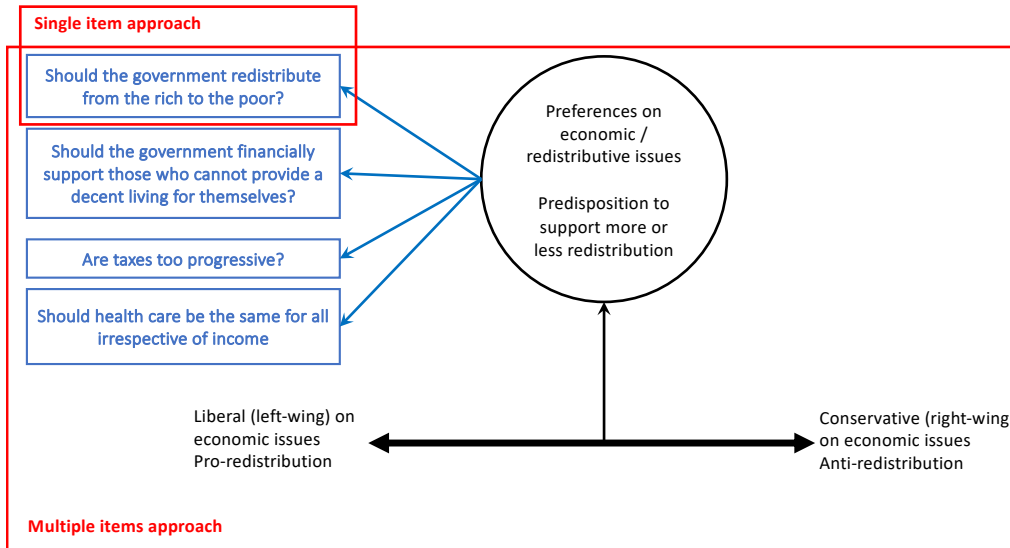 Single item approach
Should the government redistribute
from the rich to the poor?
Should the government financially
support those who cannot provide a
decent living for themselves?
Are taxes too progressive?
Should health care be the same for all
irrespective of income
Preferences on
economic /
redistributive issues
Predisposition to
support more or
less redistribution
Liberal (left-wing) on
economic issues
Pro-redistribution
Conservative (right-wing
on economic issues
Anti-redistribution
Multiple items approach